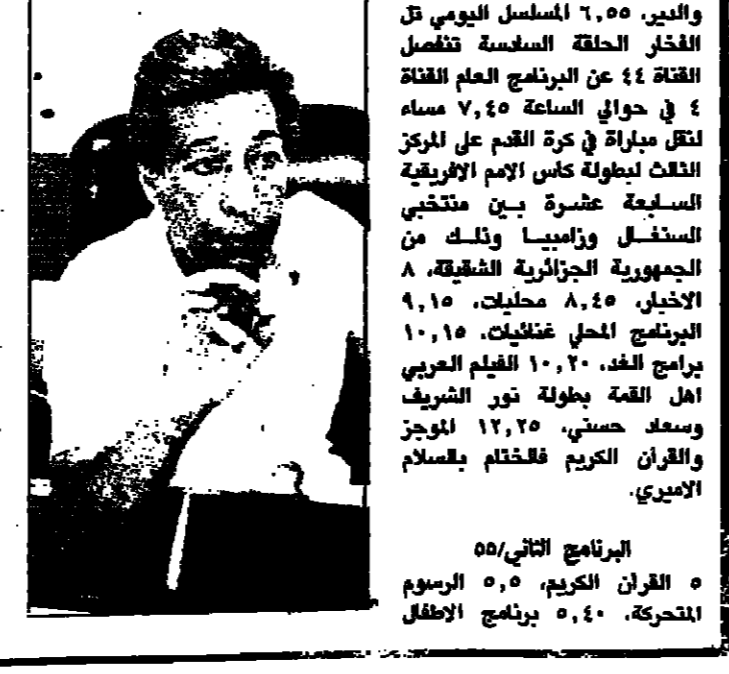 والدير، ٦,٥٥ المسلسل اليومي تل
الفخار الحلقة السادسة تنفصل
القناة ٤٤ عن البرنامج العام القناة
٤ في حوالي الساعة ٧,٤٥ مساء
لنقل مباراة في كرة القدم على المركز
الثالث لبطولة كاس الامم الافريقية
السابعة عشرة بين منتخبي
السنغال وزامبيا وذلك من
الجمهورية الجزائرية الشقيقة، ٨
الاخبار، ٨,٤٥ محليات، ٩,١٥
البرنامج المحلي غنائيات، ١٠,١٥
برامج الغد، ١٠,٢٠ الفيلم العربي
اهل القمة بطولة نور الشريف
وسعاد حسني، ١٢,٢٥ الموجز
والقرآن الكريم فالختام بالسلام
الاميري.
البرنامج الثاني/٥٥
٥ القرآن الكريم، ٥,٥ الرسوم
المتحركة، ٥,٤٠ برنامج الاطفال